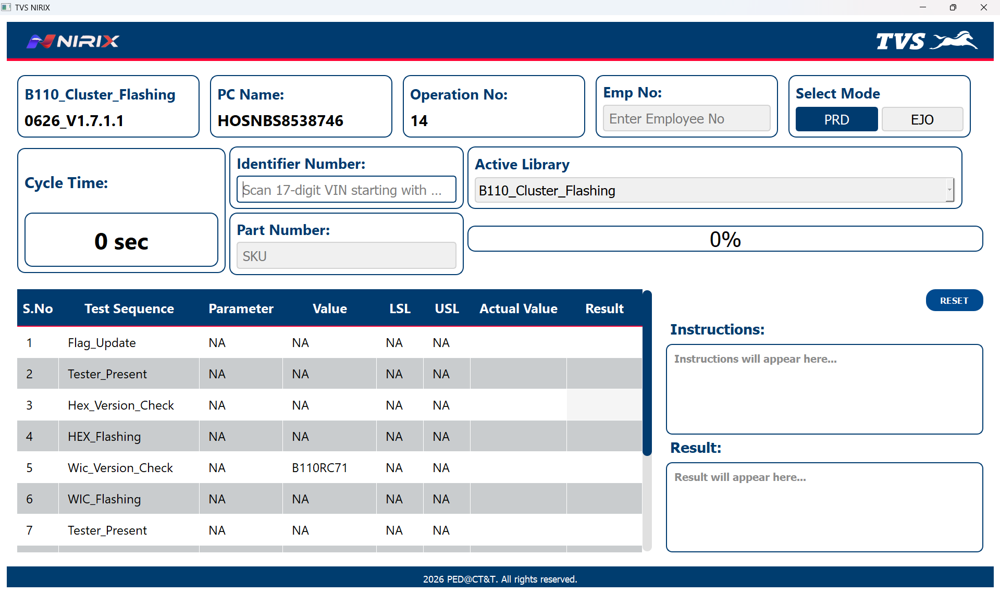 TVS NIRIX
NIRIX
TVS
B110_Cluster_Flashing
0626_V1.7.1.1
PC Name:
HOSNBS8538746
Operation No:
14
Emp No:
Enter Employee No
Select Mode
PRD EJO
Cycle Time:
0 sec
Identifier Number:
Scan 17-digit VIN starting with ...
Part Number:
SKU
Active Library
B110_Cluster_Flashing
0%
S.No Test Sequence Parameter Value LSL USL Actual Value Result
1 Flag_Update NA NA NA NA
2 Tester_Present NA NA NA NA
3 Hex_Version_Check NA NA NA NA
4 HEX_Flashing NA NA NA NA
5 Wic_Version_Check NA B110RC71 NA NA
6 WIC_Flashing NA NA NA NA
7 Tester_Present NA NA NA NA
RESET
Instructions:
Instructions will appear here...
Result:
Result will appear here...
2026 PED@CT&T. All rights reserved.